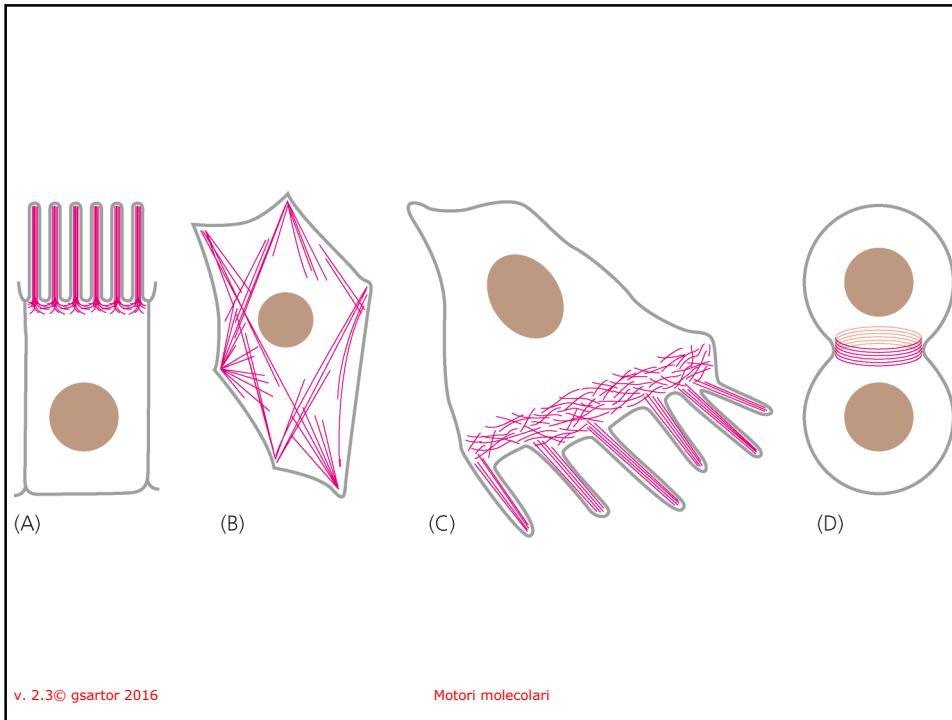 (A)
(B)
(C)
(D)
v. 2.3© gsartor 2016
Motori molecolari